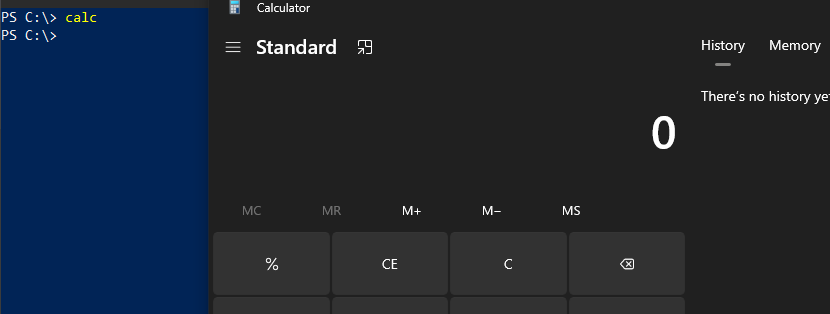 PS C:\> calc
PS C:\>
Calculator
Standard
History Memory
There's no history yet
0
MC MR M+ M− MS
% CE C